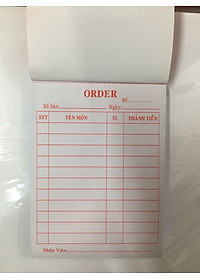 ORDER
Số:..........
Số bàn:..................Ngày:..............
STT TÊN MÓN SL THÀNH TIỀN
Nhân Viên:..................